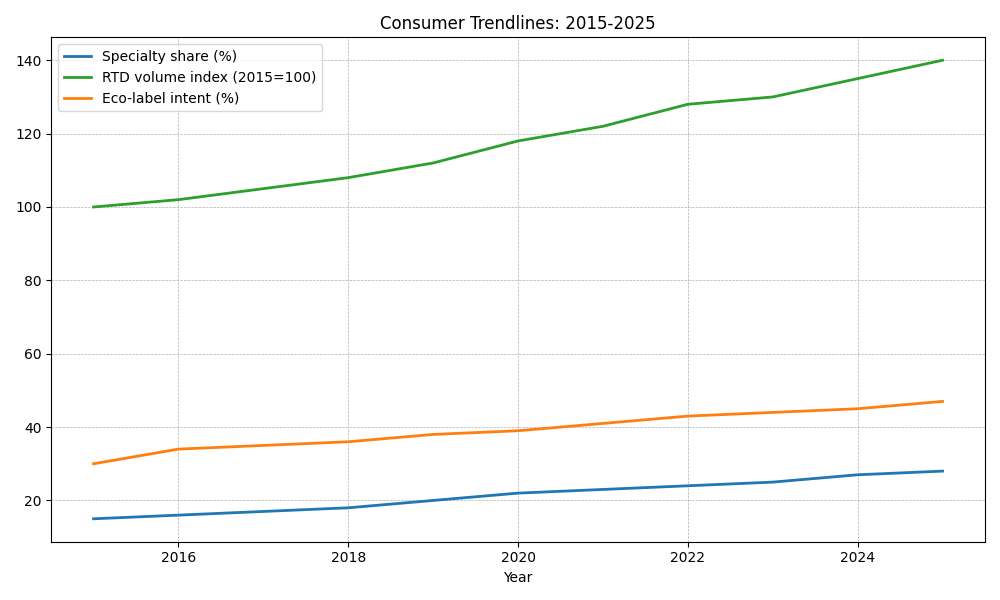 Consumer Trendlines: 2015-2025
Specialty share (%)
RTD volume index (2015=100)
Eco-label intent (%)
140
120
100
80
60
40
20
2016 2018 2020 2022 2024
Year